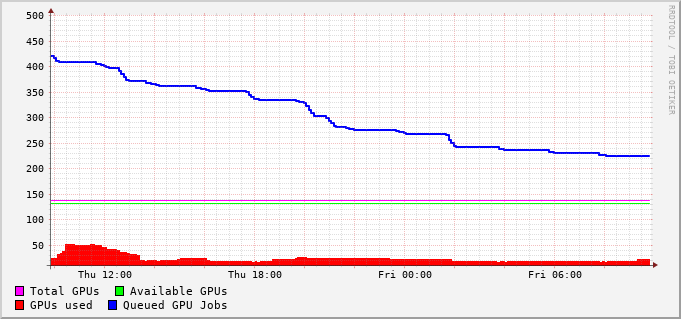 500
450
400
350
300
250
200
150
100
50
Thu 12:00 Thu 18:00 Fri 00:00 Fri 06:00
Total GPUs Available GPUs
GPUs used Queued GPU Jobs
RRDTOOL / TOBI OETIKER